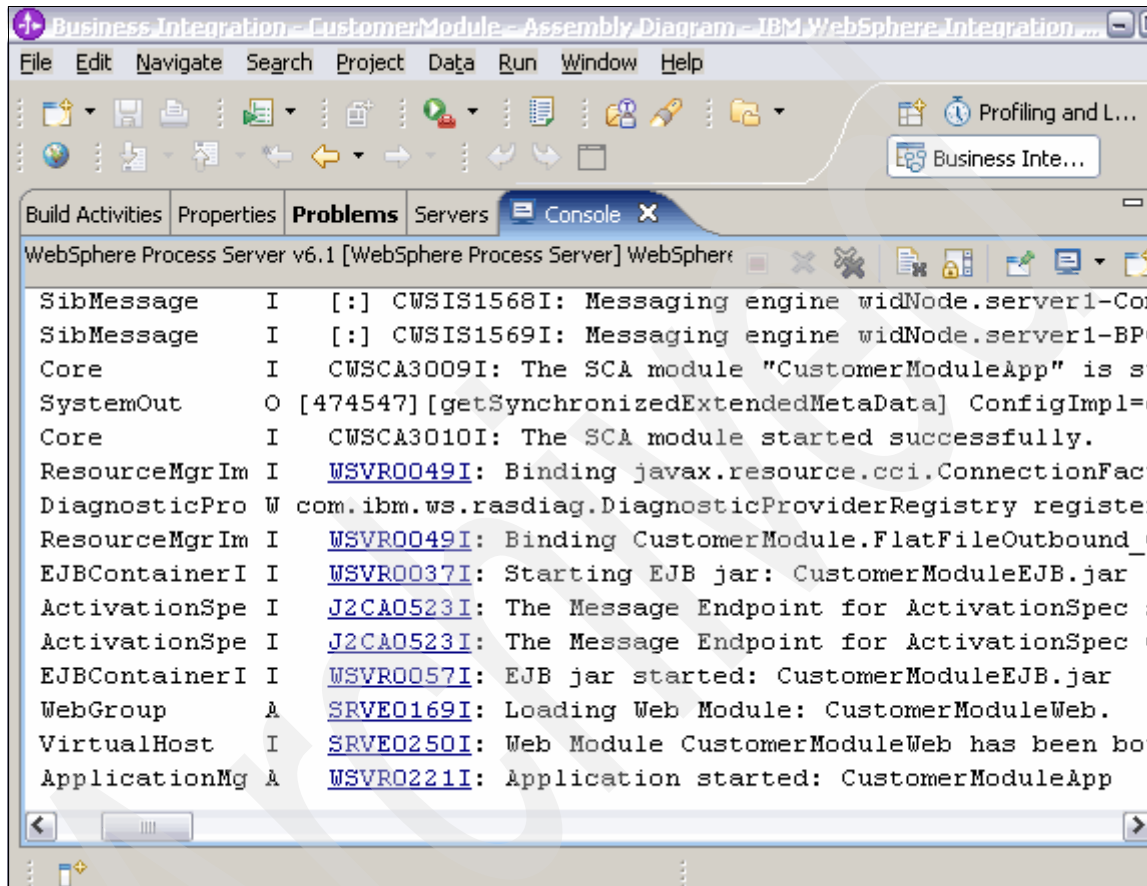 Business Integration - CustomerModule - Assembly Diagram - IBM WebSphere Integration ...
File Edit Navigate Search Project Data Run Window Help
Profiling and L...
Business Inte...
Build Activities Properties Problems Servers Console
WebSphere Process Server v6.1 [WebSphere Process Server] WebSphere
SibMessage I [:] CWSIS1568I: Messaging engine widNode.server1-Co
SibMessage I [:] CWSIS1569I: Messaging engine widNode.server1-BP
Core I CWSCA3009I: The SCA module "CustomerModuleApp" is s
SystemOut O [474547][getSynchronizedExtendedMetaData] ConfigImpl=
Core I CWSCA3010I: The SCA module started successfully.
ResourceMgrIm I WSVR0049I: Binding javax.resource.cci.ConnectionFac
DiagnosticPro W com.ibm.ws.rasdiag.DiagnosticProviderRegistry registe
ResourceMgrIm I WSVR0049I: Binding CustomerModule.FlatFileOutbound_
EJBContainerI I WSVR0037I: Starting EJB jar: CustomerModuleEJB.jar
ActivationSpe I J2CA0523I: The Message Endpoint for ActivationSpec
ActivationSpe I J2CA0523I: The Message Endpoint for ActivationSpec
EJBContainerI I WSVR0057I: EJB jar started: CustomerModuleEJB.jar
WebGroup A SRVE0169I: Loading Web Module: CustomerModuleWeb.
VirtualHost I SRVE0250I: Web Module CustomerModuleWeb has been bo
ApplicationMg A WSVR0221I: Application started: CustomerModuleApp
Archived